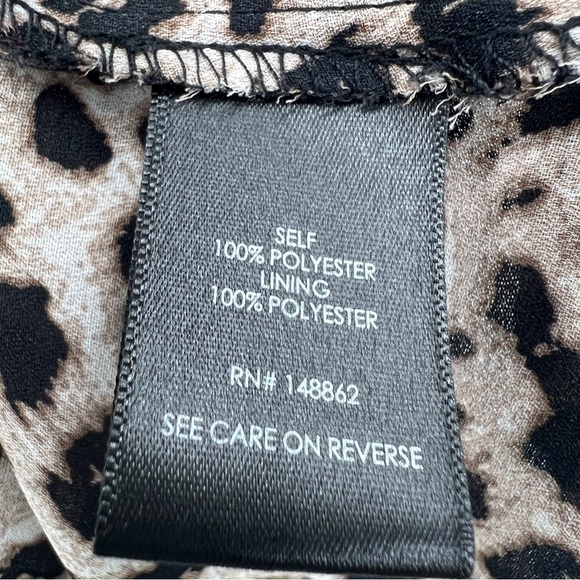 SELF
100% POLYESTER
LINING
100% POLYESTER
RN# 148862
SEE CARE ON REVERSE